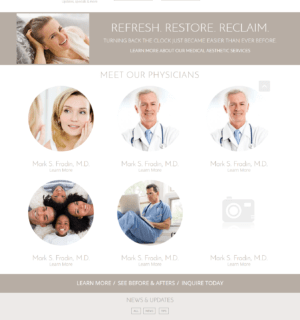 REFRESH. RESTORE. RECLAIM.
TURNING BACK THE CLOCK JUST BECAME EASIER THAN EVER BEFORE.
LEARN MORE ABOUT OUR MEDICAL AESTHETIC SERVICES
MEET OUR PHYSICIANS
Mark S. Fradin, M.D.
Learn More
Mark S. Fradin, M.D.
Learn More
Mark S. Fradin, M.D.
Learn More
Mark S. Fradin, M.D.
Learn More
Mark S. Fradin, M.D.
Learn More
Mark S. Fradin, M.D.
Learn More
LEARN MORE / SEE BEFORE & AFTERS / INQUIRE TODAY
NEWS & UPDATES